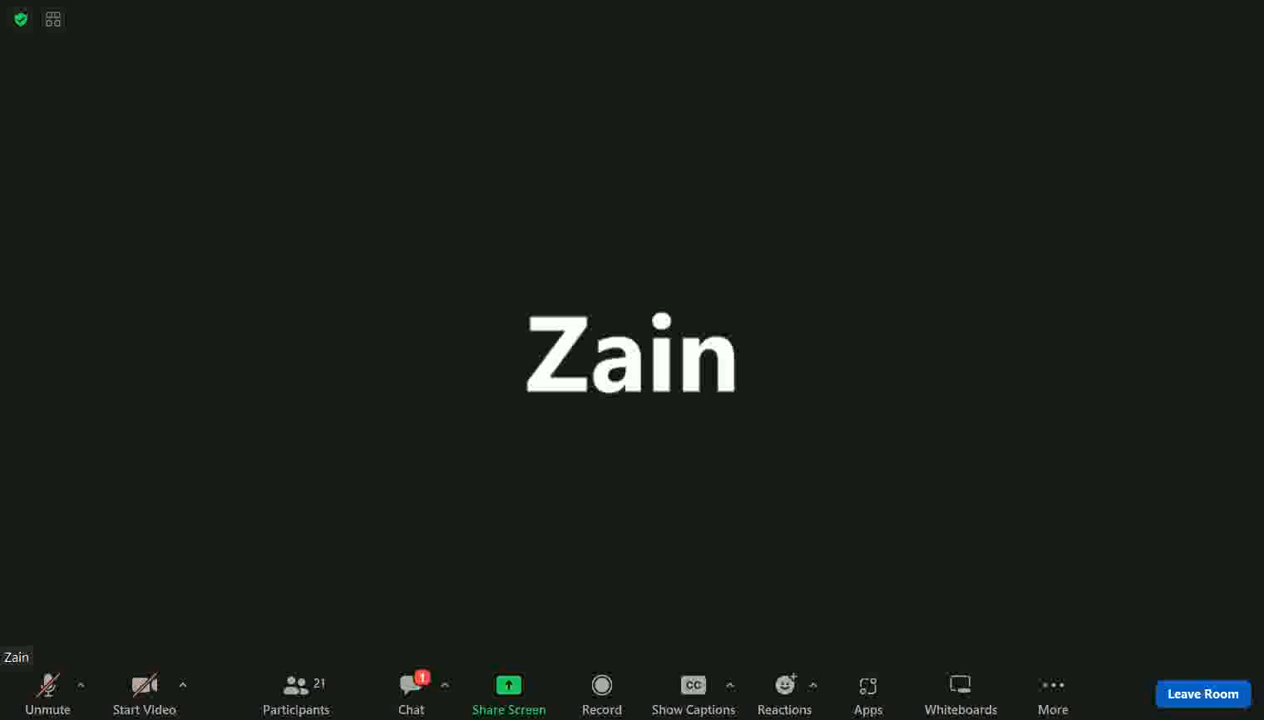 Zain
Zain
21
1
CC
Unmute
Start Video
Participants
Chat
Share Screen
Record
Show Captions
Reactions
Apps
Whiteboards
More
Leave Room